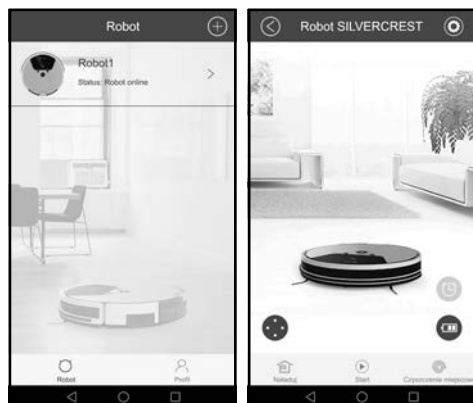 Robot
Robot1
Status: Robot online
Robot
Profil
Robot SILVERCREST
Naładuj
Start
Czyszczenie miejscowe